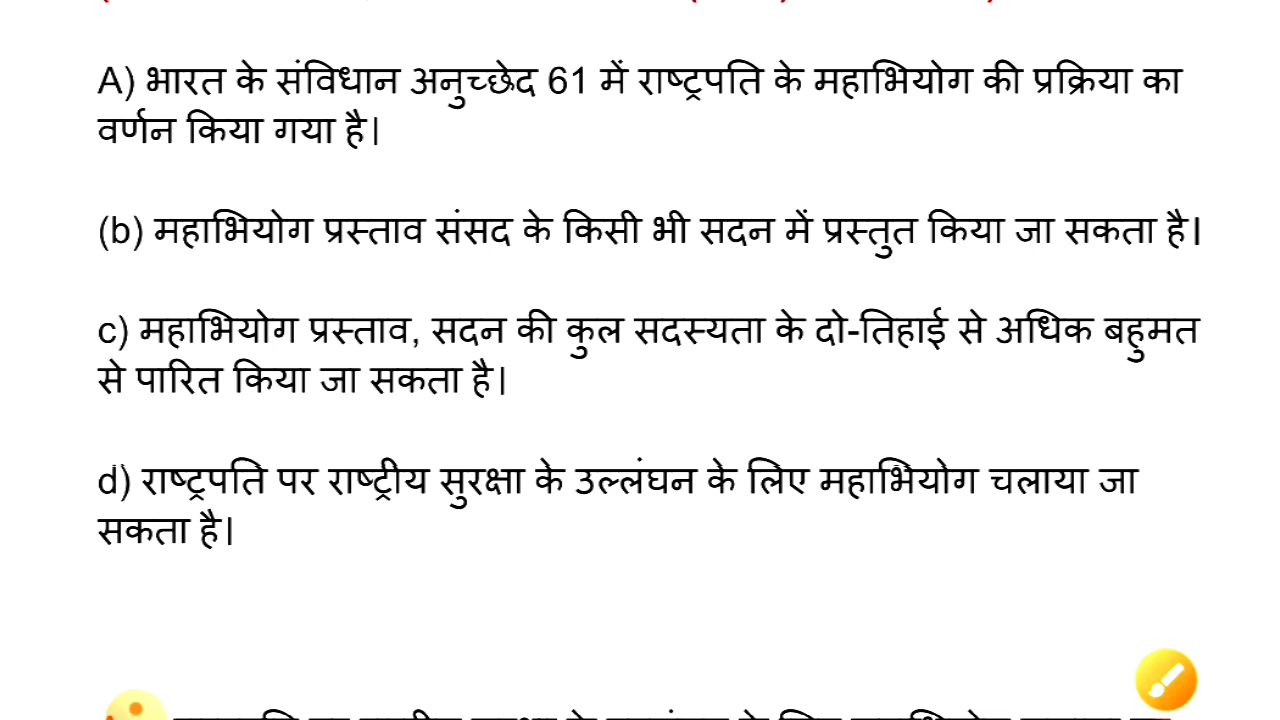 A) भारत के संविधान अनुच्छेद 61 में राष्ट्रपति के महाभियोग की प्रक्रिया का
वर्णन किया गया है।
(b) महाभियोग प्रस्ताव संसद के किसी भी सदन में प्रस्तुत किया जा सकता है।
c) महाभियोग प्रस्ताव, सदन की कुल सदस्यता के दो-तिहाई से अधिक बहुमत
से पारित किया जा सकता है।
d) राष्ट्रपति पर राष्ट्रीय सुरक्षा के उल्लंघन के लिए महाभियोग चलाया जा
सकता है।